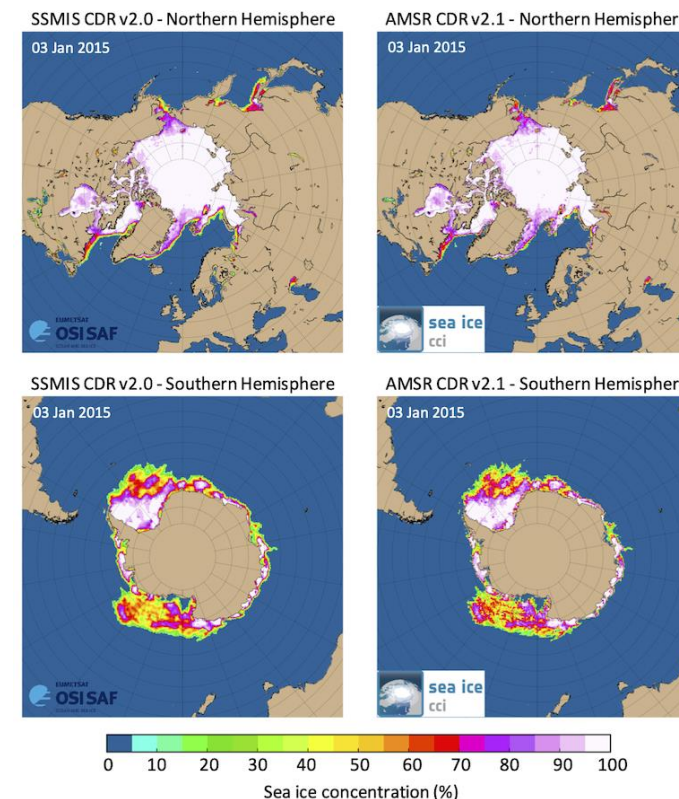 SSMIS CDR v2.0 - Northern Hemisphere
03 Jan 2015
EUMETSAT
OSI SAF
AMSR CDR v2.1 - Northern Hemispher
03 Jan 2015
sea ice
cci
SSMIS CDR v2.0 - Southern Hemisphere
03 Jan 2015
EUMETSAT
OSI SAF
AMSR CDR v2.1 - Southern Hemispher
03 Jan 2015
sea ice
cci
0 10 20 30 40 50 60 70 80 90 100
Sea ice concentration (%)